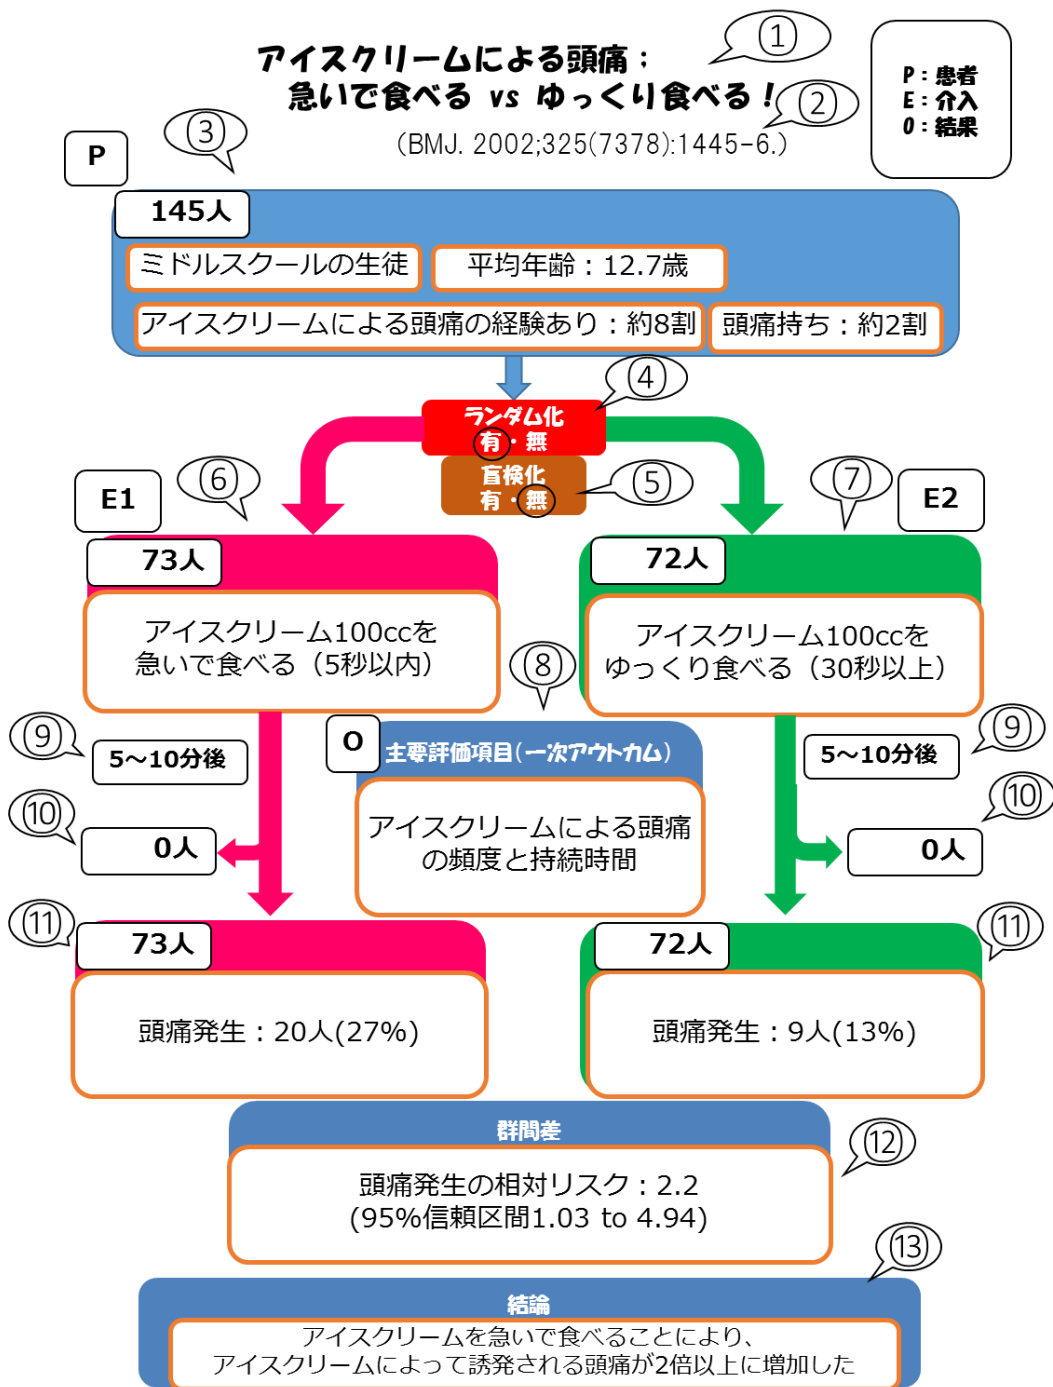 アイスクリームによる頭痛：
急いで食べる vs ゆっくり食べる！
(BMJ. 2002;325(7378):1445-6.)
①
②
P：患者
E：介入
O：結果
③
P
145人
ミドルスクールの生徒
平均年齢：12.7歳
アイスクリームによる頭痛の経験あり：約8割
頭痛持ち：約2割
④
ランダム化
有・無
盲検化
有・無
⑤
⑥
E1
73人
アイスクリーム100ccを
急いで食べる（5秒以内）
⑦
E2
72人
アイスクリーム100ccを
ゆっくり食べる（30秒以上）
⑧
O
主要評価項目(一次アウトカム)
アイスクリームによる頭痛
の頻度と持続時間
⑨
5～10分後
⑨
5～10分後
⑩
0人
⑩
0人
⑪
73人
頭痛発生：20人(27%)
⑪
72人
頭痛発生：9人(13%)
群間差
⑫
頭痛発生の相対リスク：2.2
(95%信頼区間1.03 to 4.94)
⑬
結論
アイスクリームを急いで食べることにより、
アイスクリームによって誘発される頭痛が2倍以上に増加した